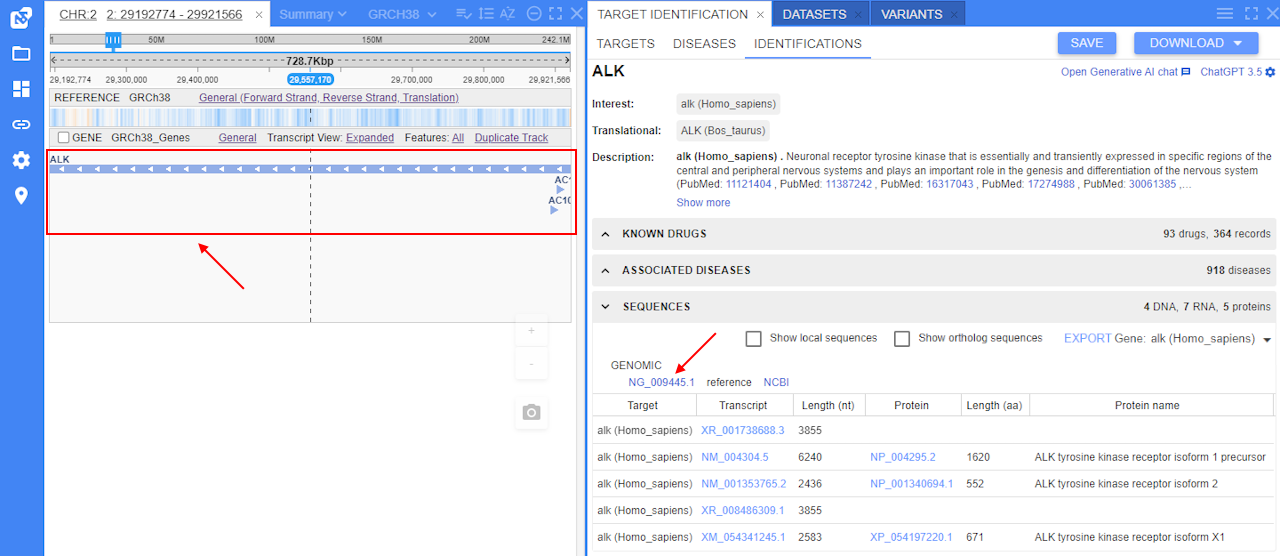 CHR:2 2: 29192774 - 29921566 × Summary GRCH38
1 50M 100M 150M 200M 242.1M
728.7Kbp
29,192,774 29,300,000 29,400,000 29,557,170 29,700,000 29,800,000 29,921,566
REFERENCE GRCh38 General (Forward Strand, Reverse Strand, Translation)
GENE GRCh38_Genes General Transcript View: Expanded Features: All Duplicate Track
ALK
AC1
AC10
+
-
TARGET IDENTIFICATION × DATASETS × VARIANTS ×
TARGETS DISEASES IDENTIFICATIONS SAVE DOWNLOAD
ALK Open Generative AI chat ChatGPT 3.5
Interest: alk (Homo_sapiens)
Translational: ALK (Bos_taurus)
Description: alk (Homo_sapiens) . Neuronal receptor tyrosine kinase that is essentially and transiently expressed in specific regions of the
central and peripheral nervous systems and plays an important role in the genesis and differentiation of the nervous system
(PubMed: 11121404 , PubMed: 11387242 , PubMed: 16317043 , PubMed: 17274988 , PubMed: 30061385 ,...
Show more
KNOWN DRUGS 93 drugs, 364 records
ASSOCIATED DISEASES 918 diseases
SEQUENCES 4 DNA, 7 RNA, 5 proteins
Show local sequences Show ortholog sequences EXPORT Gene: alk (Homo_sapiens)
GENOMIC
NG_009445.1 reference NCBI
Target Transcript Length (nt) Protein Length (aa) Protein name
alk (Homo_sapiens) XR_001738688.3 3855
alk (Homo_sapiens) NM_004304.5 6240 NP_004295.2 1620 ALK tyrosine kinase receptor isoform 1 precursor
alk (Homo_sapiens) NM_001353765.2 2436 NP_001340694.1 552 ALK tyrosine kinase receptor isoform 2
alk (Homo_sapiens) XR_008486309.1 3855
alk (Homo_sapiens) XM_054341245.1 2583 XP_054197220.1 671 ALK tyrosine kinase receptor isoform X1